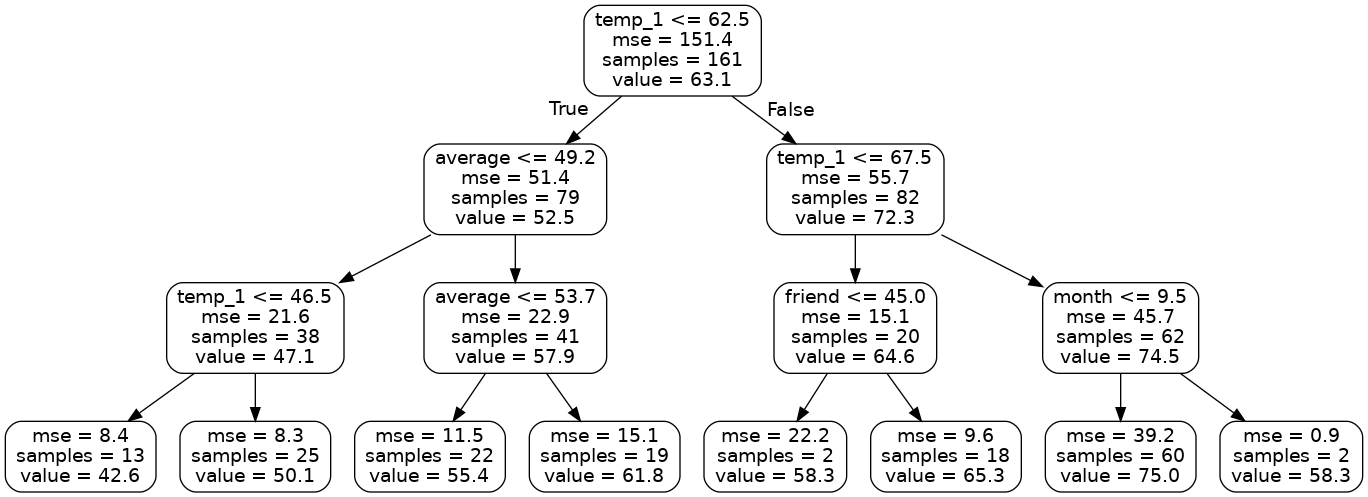 temp_1 <= 62.5
mse = 151.4
samples = 161
value = 63.1
True
False
average <= 49.2
mse = 51.4
samples = 79
value = 52.5
temp_1 <= 67.5
mse = 55.7
samples = 82
value = 72.3
temp_1 <= 46.5
mse = 21.6
samples = 38
value = 47.1
average <= 53.7
mse = 22.9
samples = 41
value = 57.9
friend <= 45.0
mse = 15.1
samples = 20
value = 64.6
month <= 9.5
mse = 45.7
samples = 62
value = 74.5
mse = 8.4
samples = 13
value = 42.6
mse = 8.3
samples = 25
value = 50.1
mse = 11.5
samples = 22
value = 55.4
mse = 15.1
samples = 19
value = 61.8
mse = 22.2
samples = 2
value = 58.3
mse = 9.6
samples = 18
value = 65.3
mse = 39.2
samples = 60
value = 75.0
mse = 0.9
samples = 2
value = 58.3